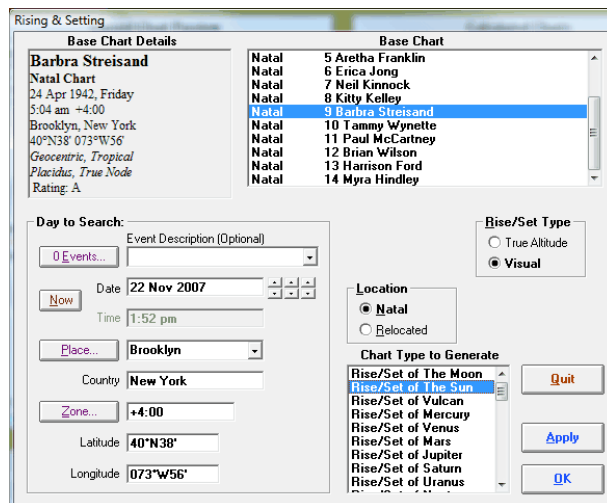 Rising & Setting
Base Chart Details
Barbra Streisand
Natal Chart
24 Apr 1942, Friday
5:04 am +4:00
Brooklyn, New York
40°N38' 073°W56'
Geocentric, Tropical
Placidus, True Node
Rating: A
Base Chart
Natal 5 Aretha Franklin
Natal 6 Erica Jong
Natal 7 Neil Kinnock
Natal 8 Kitty Kelley
Natal 9 Barbra Streisand
Natal 10 Tammy Wynette
Natal 11 Paul McCartney
Natal 12 Brian Wilson
Natal 13 Harrison Ford
Natal 14 Myra Hindley
Day to Search:
Event Description (Optional)
0 Events...
Now
Date 22 Nov 2007
Time 1:52 pm
Place... Brooklyn
Country New York
Zone... +4:00
Latitude 40°N38'
Longitude 073°W56'
Rise/Set Type
True Altitude
Visual
Location
Natal
Relocated
Chart Type to Generate
Rise/Set of The Moon
Rise/Set of The Sun
Rise/Set of Vulcan
Rise/Set of Mercury
Rise/Set of Venus
Rise/Set of Mars
Rise/Set of Jupiter
Rise/Set of Saturn
Rise/Set of Uranus
Quit
Apply
OK